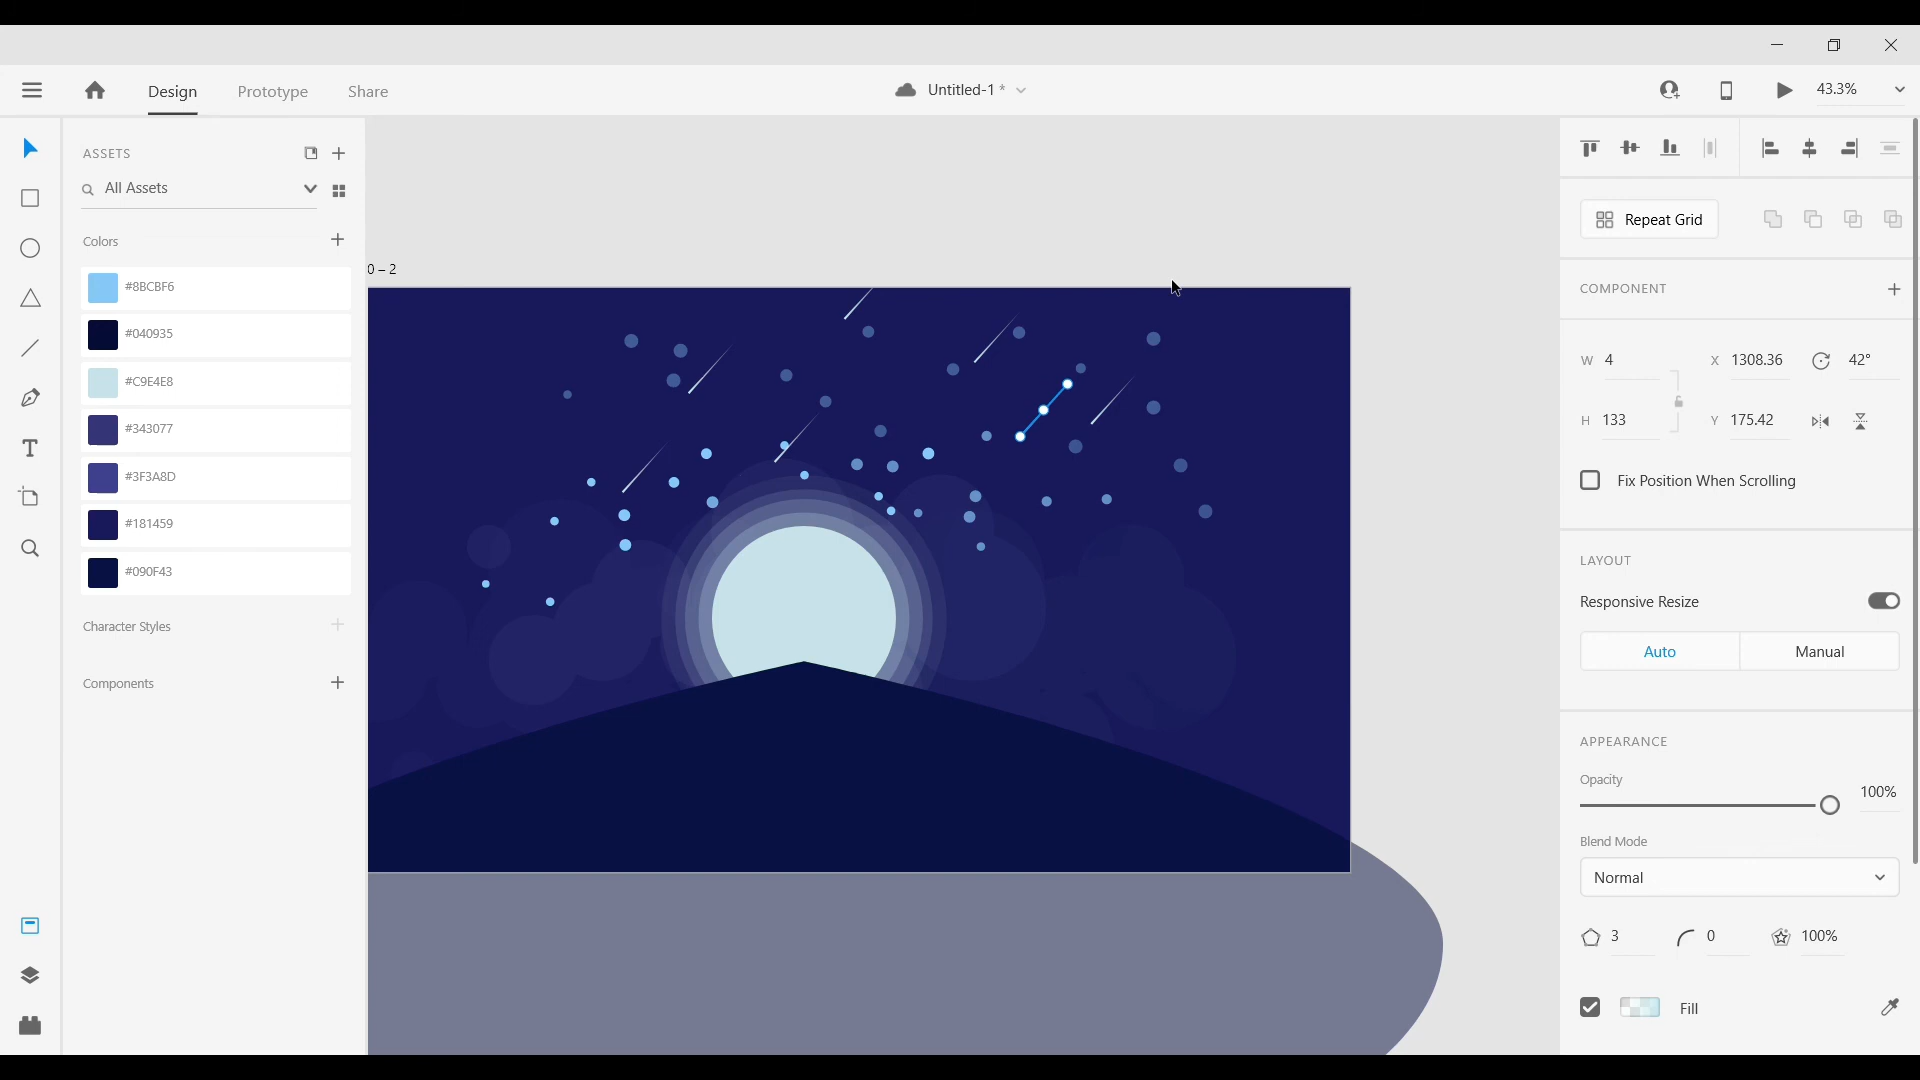 Design
Prototype
Share
Untitled-1 *
43.3%
ASSETS
All Assets
Colors
#8BCBF6
#040935
#C9E4E8
#343077
#3F3A8D
#181459
#090F43
Character Styles
Components
0 – 2
Repeat Grid
COMPONENT
W 4
X 1308.36
42°
H 133
Y 175.42
Fix Position When Scrolling
LAYOUT
Responsive Resize
Auto
Manual
APPEARANCE
Opacity
100%
Blend Mode
Normal
3
0
100%
Fill